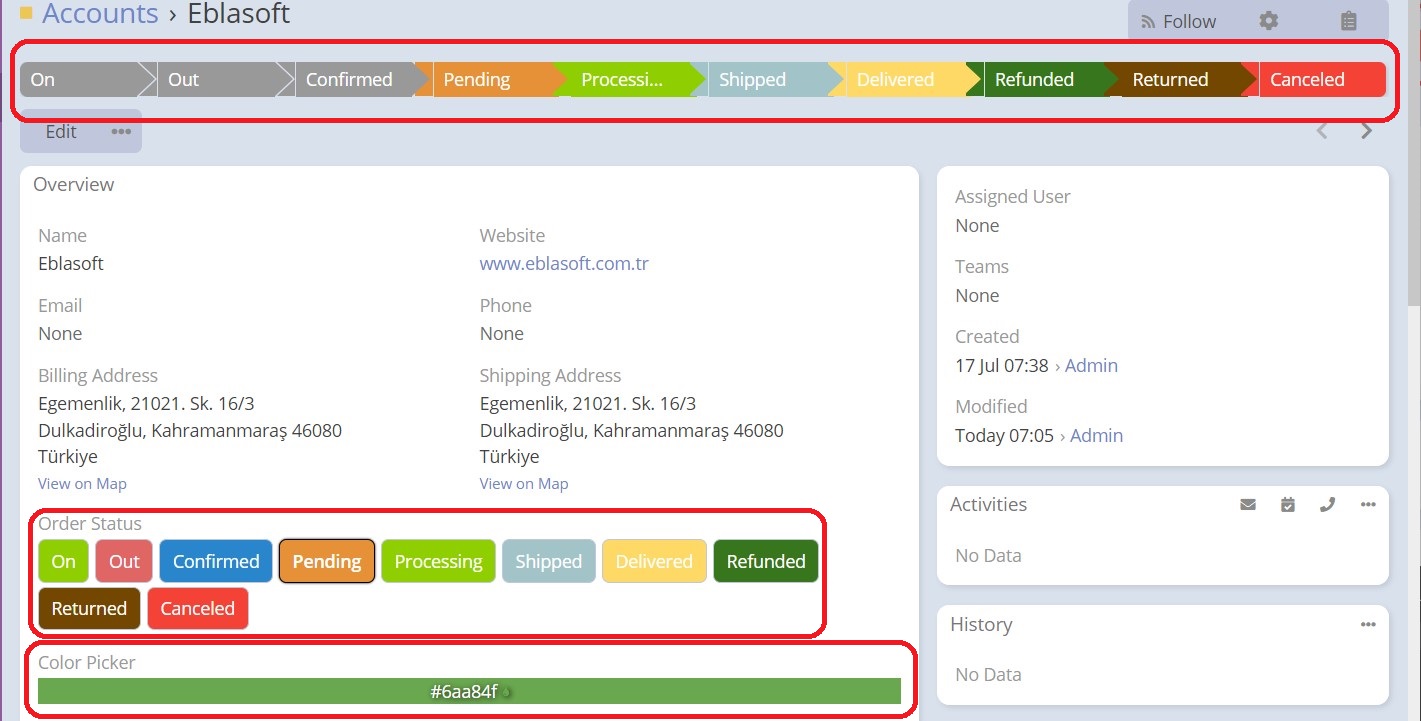 Accounts › Eblasoft
Follow
On Out Confirmed Pending Processi... Shipped Delivered Refunded Returned Canceled
Edit
Overview
Name
Eblasoft
Website
www.eblasoft.com.tr
Email
None
Phone
None
Billing Address
Egemenlik, 21021. Sk. 16/3
Dulkadiroğlu, Kahramanmaraş 46080
Türkiye
View on Map
Shipping Address
Egemenlik, 21021. Sk. 16/3
Dulkadiroğlu, Kahramanmaraş 46080
Türkiye
View on Map
Order Status
On Out Confirmed Pending Processing Shipped Delivered Refunded
Returned Canceled
Color Picker
#6aa84f
Assigned User
None
Teams
None
Created
17 Jul 07:38 › Admin
Modified
Today 07:05 › Admin
Activities
No Data
History
No Data